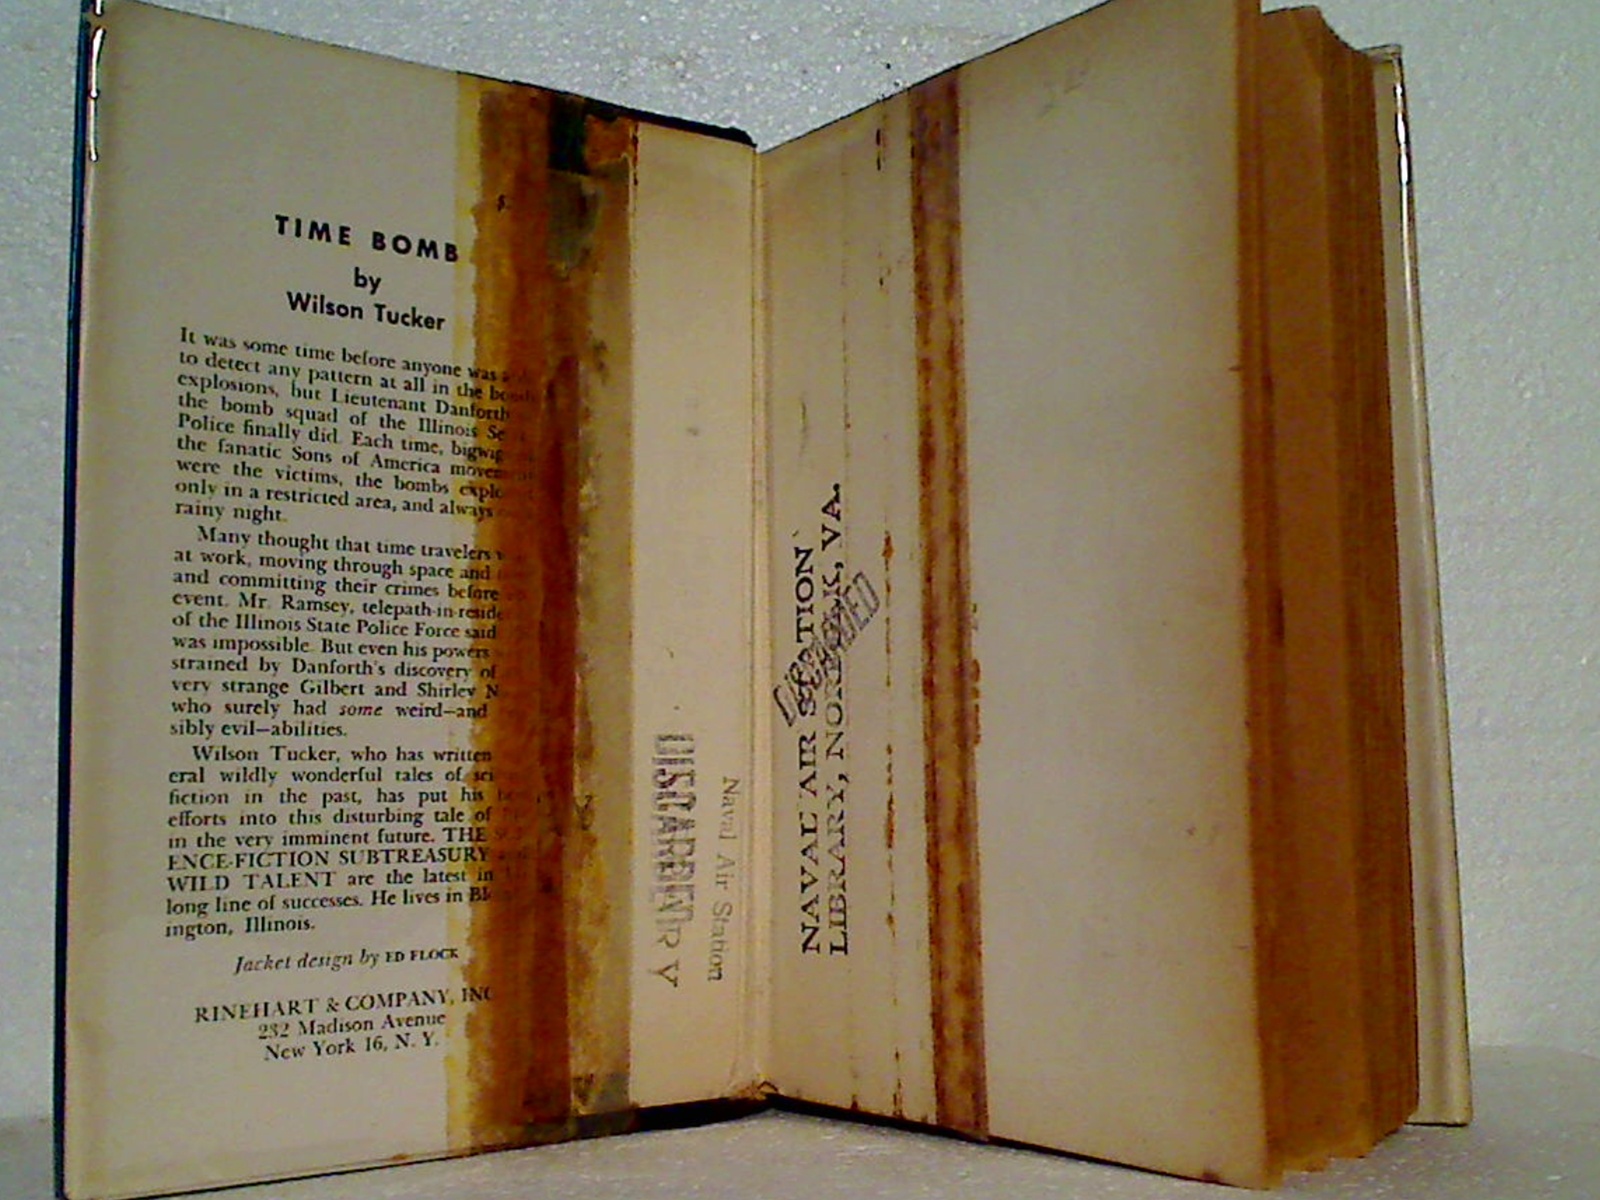 $
TIME BOMB
by
Wilson Tucker
It was some time before anyone was
to detect any pattern at all in the
explosions, but Lieutenant Danforth
the bomb squad of the Illinois
Police finally did. Each time,
the fanatic Sons of America
were the victims, the bombs
only in a restricted area, and always
rainy night.
Many thought that time travelers
at work, moving through space and
and committing their crimes before
event. Mr. Ramsey,
of the Illinois State Police Force said
was impossible. But even his powers
strained by Danforth's discovery of
very strange Gilbert and Shirley
who surely had some weird—and
sibly evil—abilities.
Wilson Tucker, who has written
eral wildly wonderful tales of
fiction in the past, has put his
efforts into this disturbing tale of
in the very imminent future. THE
ENCE-FICTION SUBTREASURY
WILD TALENT are the latest in
long line of successes. He lives in
ington, Illinois.
Jacket design by ED FLOCK
RINEHART & COMPANY, INC
232 Madison Avenue
New York 16, N. Y.
DISCARDED
Naval Air Station
NAVAL AIR STATION
LIBRARY, NORFOLK, VA.
DISCARDED